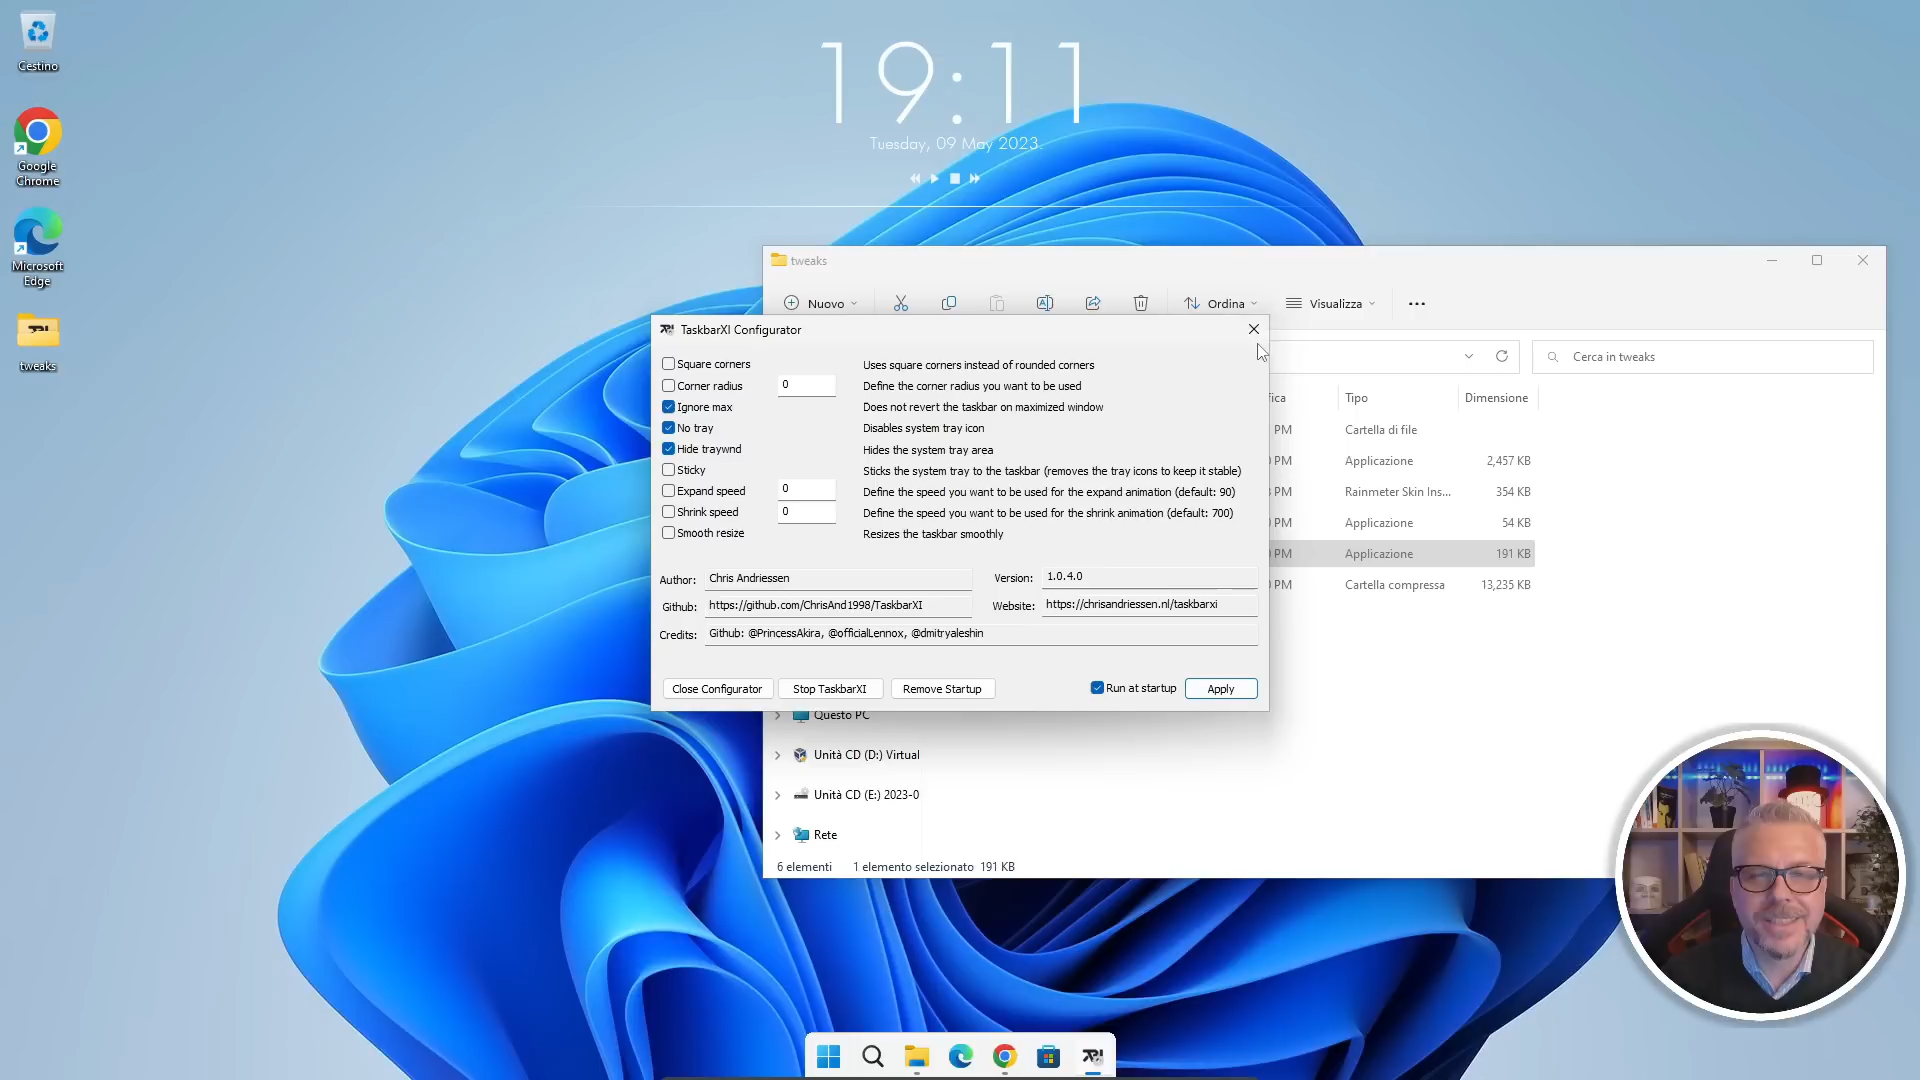 Cestino
Google
Chrome
Microsoft
Edge
tweaks
19:11
Tuesday, 09 May 2023.
tweaks
Nuovo
Ordina
Visualizza
Cerca in tweaks
Tipo
Dimensione
PM
Cartella di file
PM
Applicazione
2,457 KB
PM
Rainmeter Skin Ins...
354 KB
PM
Applicazione
54 KB
PM
Applicazione
191 KB
PM
Cartella compressa
13,235 KB
TaskbarXI Configurator
Square corners
Uses square corners instead of rounded corners
Corner radius 0
Define the corner radius you want to be used
Ignore max
Does not revert the taskbar on maximized window
No tray
Disables system tray icon
Hide traywnd
Hides the system tray area
Sticky
Sticks the system tray to the taskbar (removes the tray icons to keep it stable)
Expand speed 0
Define the speed you want to be used for the expand animation (default: 90)
Shrink speed 0
Define the speed you want to be used for the shrink animation (default: 700)
Smooth resize
Resizes the taskbar smoothly
Author: Chris Andriessen
Version: 1.0.4.0
Github: https://github.com/ChrisAnd1998/TaskbarXI
Website: https://chrisandriessen.nl/taskbarxi
Credits: Github: @PrincessAkira, @officialLennox, @dmitryaleshin
Close Configurator
Stop TaskbarXI
Remove Startup
Run at startup
Apply
Questo PC
Unità CD (D:) Virtual
Unità CD (E:) 2023-0
Rete
6 elementi
1 elemento selezionato 191 KB